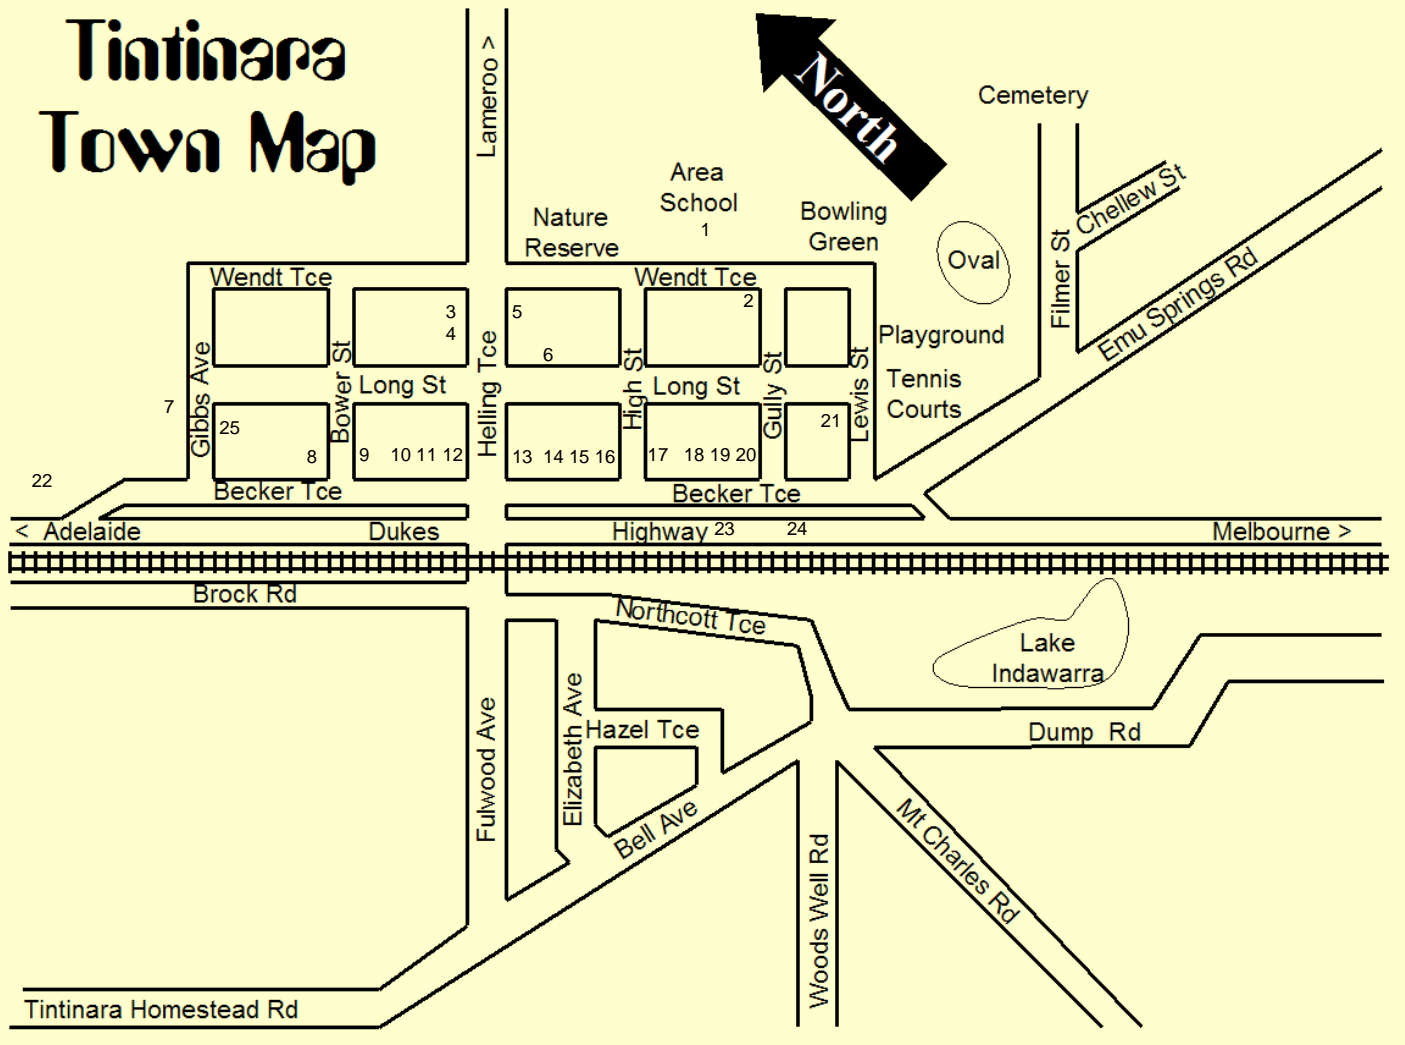 Tintinara
Town Map
Lameroo >
North
Cemetery
Area
School
1
Nature
Reserve
Bowling
Green
Oval
Chellew St
Filmer St
Emu Springs Rd
Wendt Tce
Wendt Tce
2
3
4
5
6
Playground
Tennis
Courts
Gibbs Ave
Bower St
Long St
Helling Tce
High St
Long St
Gully St
Lewis St
7
25
8
9
10 11 12
13 14 15 16
17 18 19 20
21
22
Becker Tce
Becker Tce
< Adelaide
Dukes
Highway
23
24
Melbourne >
Brock Rd
Northcott Tce
Lake
Indawarra
Fulwood Ave
Elizabeth Ave
Hazel Tce
Dump Rd
Bell Ave
Woods Well Rd
Mt Charles Rd
Tintinara Homestead Rd